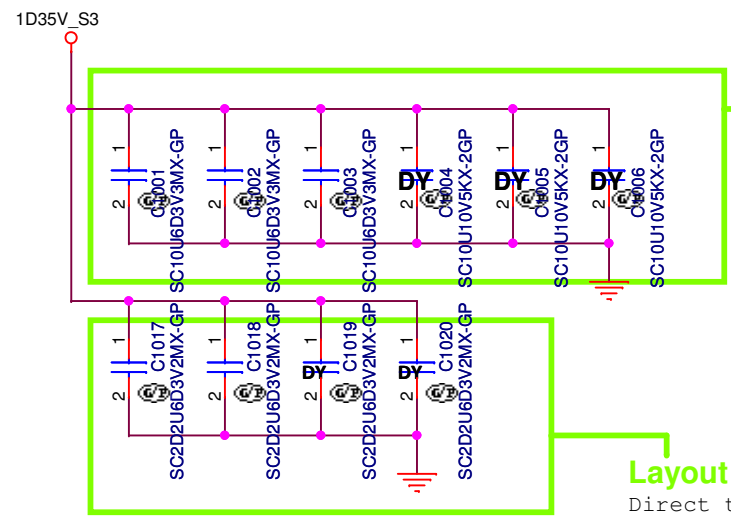 1D35V_S3
1
2
C1001
SC10U6D3V3MX-GP
G/P
1
2
C1002
SC10U6D3V3MX-GP
G/P
1
2
C1003
SC10U6D3V3MX-GP
G/P
1
2
DY
C1004
SC10U10V5KX-2GP
G/P
1
2
DY
C1005
SC10U10V5KX-2GP
G/P
1
2
DY
C1006
SC10U10V5KX-2GP
G/P
1
2
C1017
SC2D2U6D3V2MX-GP
G/P
1
2
C1018
SC2D2U6D3V2MX-GP
G/P
1
2
DY
C1019
SC2D2U6D3V2MX-GP
G/P
1
2
DY
C1020
SC2D2U6D3V2MX-GP
G/P
Layout
Direct t